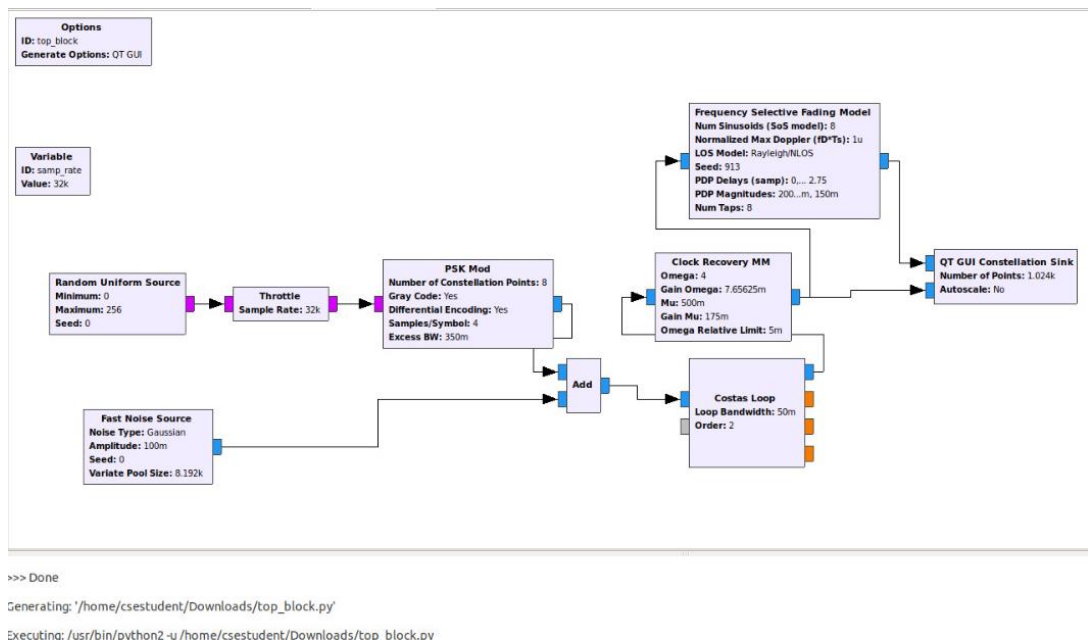 Options
ID: top_block
Generate Options: QT GUI
Variable
ID: samp_rate
Value: 32k
Frequency Selective Fading Model
Num Sinusoids (SoS model): 8
Normalized Max Doppler (fD*Ts): 1u
LOS Model: Rayleigh/NLOS
Seed: 913
PDP Delays (samp): 0,... 2.75
PDP Magnitudes: 200...m, 150m
Num Taps: 8
Random Uniform Source
Minimum: 0
Maximum: 256
Seed: 0
Throttle
Sample Rate: 32k
PSK Mod
Number of Constellation Points: 8
Gray Code: Yes
Differential Encoding: Yes
Samples/Symbol: 4
Excess BW: 350m
Clock Recovery MM
Omega: 4
Gain Omega: 7.65625m
Mu: 500m
Gain Mu: 175m
Omega Relative Limit: 5m
QT GUI Constellation Sink
Number of Points: 1.024k
Autoscale: No
Add
Costas Loop
Loop Bandwidth: 50m
Order: 2
Fast Noise Source
Noise Type: Gaussian
Amplitude: 100m
Seed: 0
Variate Pool Size: 8.192k
>>> Done
Generating: '/home/csestudent/Downloads/top_block.py'
Executing: /usr/bin/python2 -u /home/csestudent/Downloads/top_block.py